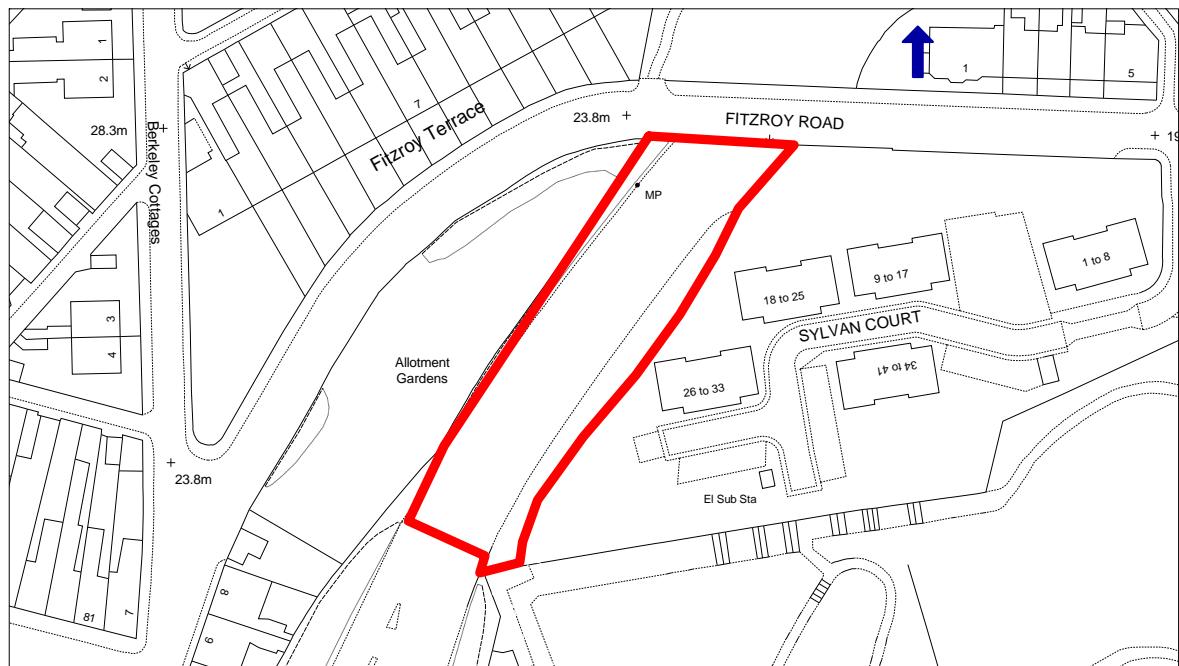 1
2
28.3m
Berkeley Cottages
7
Fitzroy Terrace
1
23.8m
FITZROY ROAD
1
5
19
MP
3
4
Allotment
Gardens
18 to 25
9 to 17
1 to 8
SYLVAN COURT
26 to 33
34 to 41
23.8m
El Sub Sta
81
7
8
6